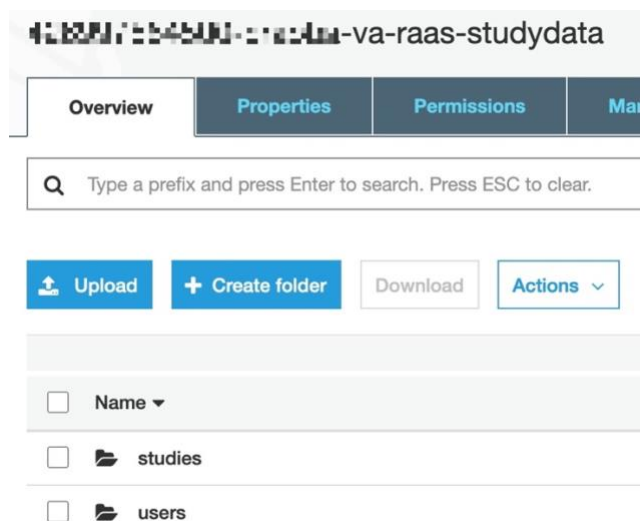 -va-raas-studydata
Overview Properties Permissions
Type a prefix and press Enter to search. Press ESC to clear.
Upload Create folder Download Actions
Name
studies
users